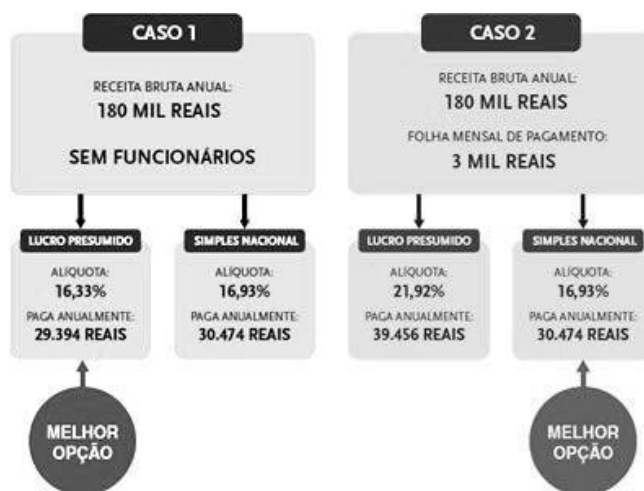 CASO 1
RECEITA BRUTA ANUAL:
180 MIL REAIS
SEM FUNCIONÁRIOS
LUCRO PRESUMIDO
ALÍQUOTA:
16,33%
PAGA ANUALMENTE:
29.394 REAIS
SIMPLES NACIONAL
ALÍQUOTA:
16,93%
PAGA ANUALMENTE:
30.474 REAIS
MELHOR
OPÇÃO
CASO 2
RECEITA BRUTA ANUAL:
180 MIL REAIS
FOLHA MENSAL DE PAGAMENTO:
3 MIL REAIS
LUCRO PRESUMIDO
ALÍQUOTA:
21,92%
PAGA ANUALMENTE:
39.456 REAIS
SIMPLES NACIONAL
ALÍQUOTA:
16,93%
PAGA ANUALMENTE:
30.474 REAIS
MELHOR
OPÇÃO